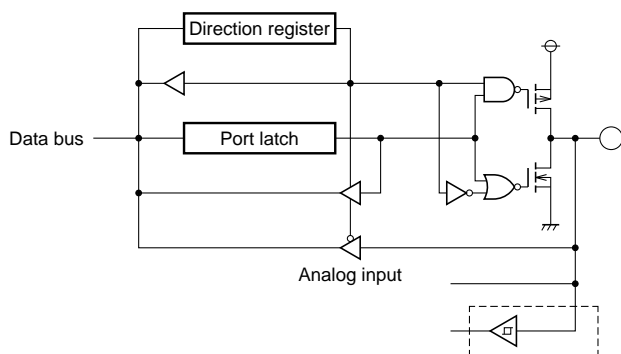 Direction register
Data bus
Port latch
Analog input